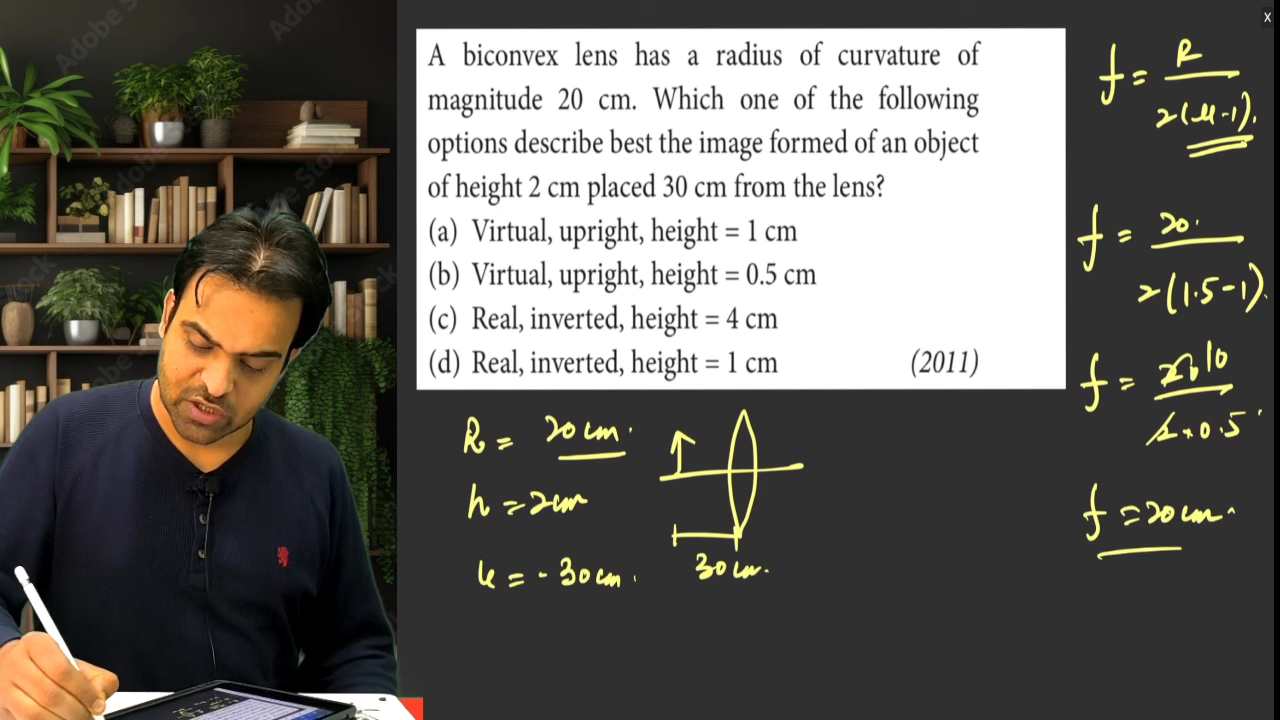 A biconvex lens has a radius of curvature of
magnitude 20 cm. Which one of the following
options describe best the image formed of an object
of height 2 cm placed 30 cm from the lens?
(a) Virtual, upright, height = 1 cm
(b) Virtual, upright, height = 0.5 cm
(c) Real, inverted, height = 4 cm
(d) Real, inverted, height = 1 cm (2011)
R = 20 cm.
h = 2cm
u = - 30 cm.
30 cm.
f = R / 2(μ-1).
f = 20. / 2(1.5-1).
f = 20 10 / 2×0.5
f = 20 cm.
Adobe Stock
X